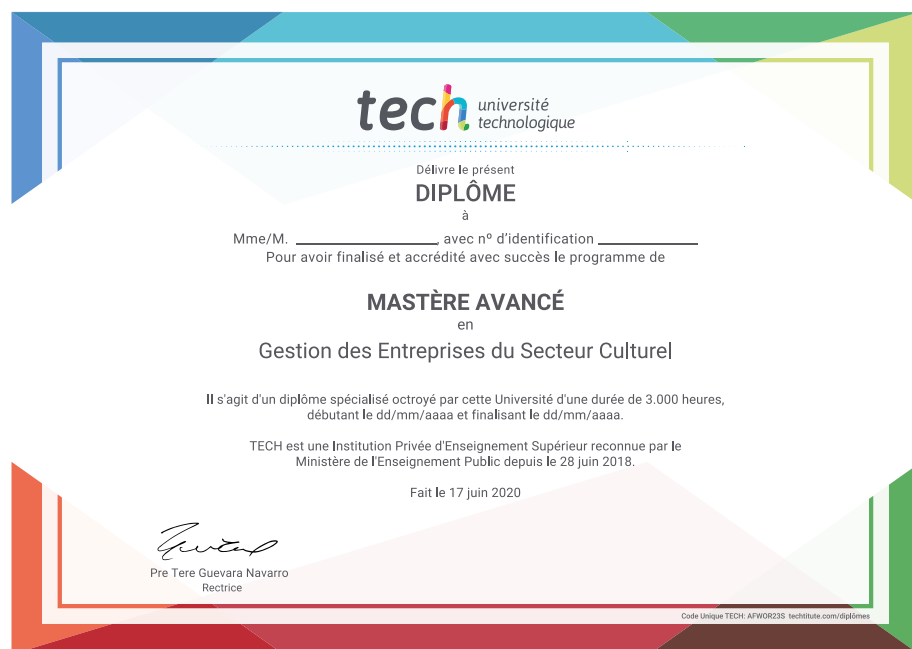 tech université
technologique
Délivre le présent
DIPLÔME
à
Mme/M. ____________________, avec nº d'identification ______________
Pour avoir finalisé et accrédité avec succès le programme de
MASTÈRE AVANCÉ
en
Gestion des Entreprises du Secteur Culturel
Il s'agit d'un diplôme spécialisé octroyé par cette Université d'une durée de 3.000 heures,
débutant le dd/mm/aaaa et finalisant le dd/mm/aaaa.
TECH est une Institution Privée d'Enseignement Supérieur reconnue par le
Ministère de l'Enseignement Public depuis le 28 juin 2018.
Fait le 17 juin 2020
Pre Tere Guevara Navarro
Rectrice
Code Unique TECH: AFWOR23S techtitute.com/diplômes